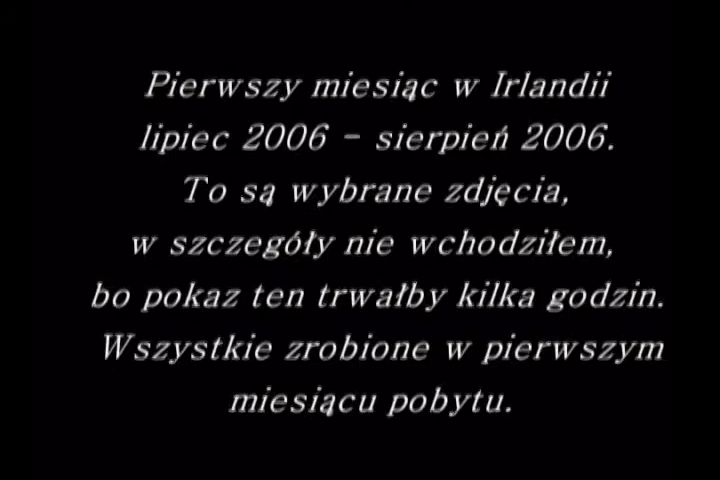 Pierwszy miesiąc w Irlandii
lipiec 2006 - sierpień 2006.
To są wybrane zdjęcia,
w szczegóły nie wchodziłem,
bo pokaz ten trwałby kilka godzin.
Wszystkie zrobione w pierwszym
miesiącu pobytu.